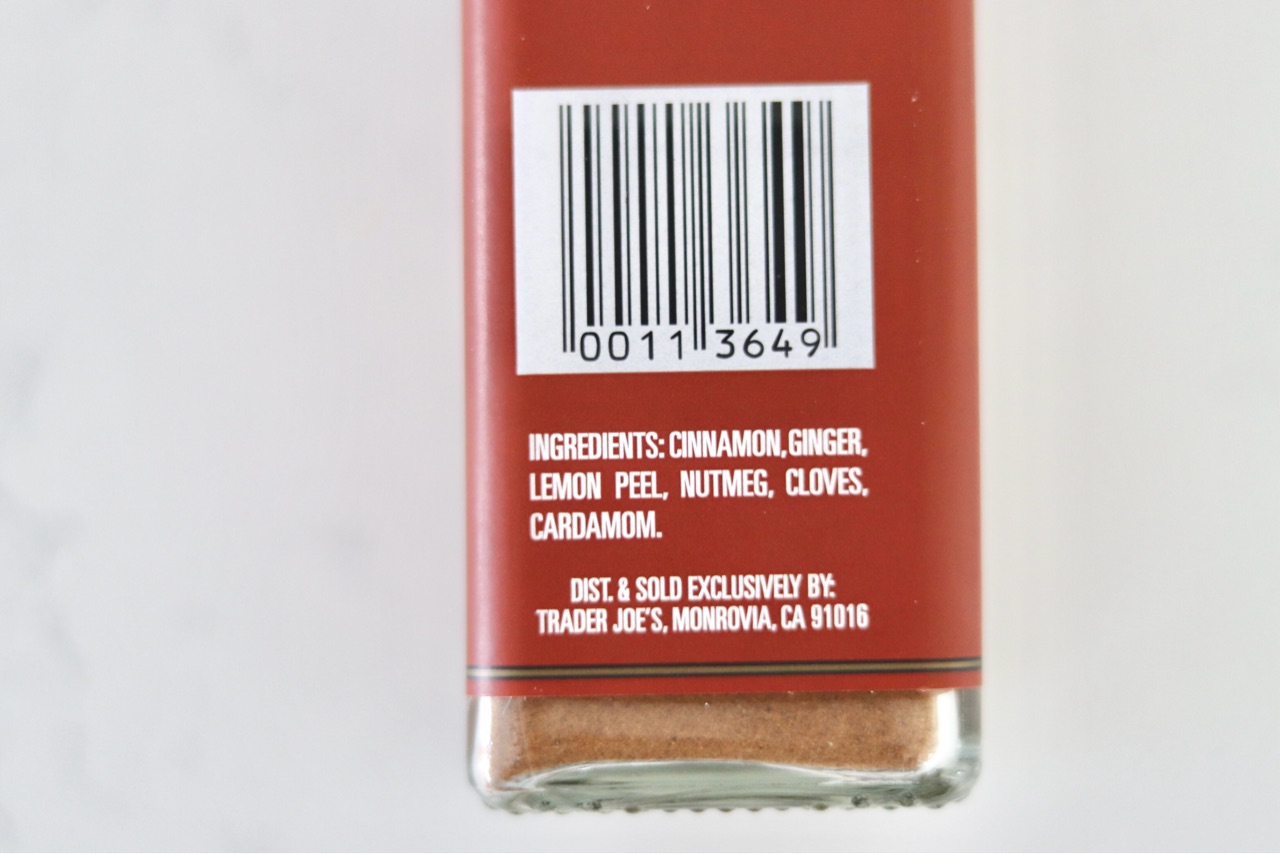 0011 3649
INGREDIENTS: CINNAMON, GINGER,
LEMON PEEL, NUTMEG, CLOVES,
CARDAMOM.
DIST. & SOLD EXCLUSIVELY BY:
TRADER JOE'S, MONROVIA, CA 91016